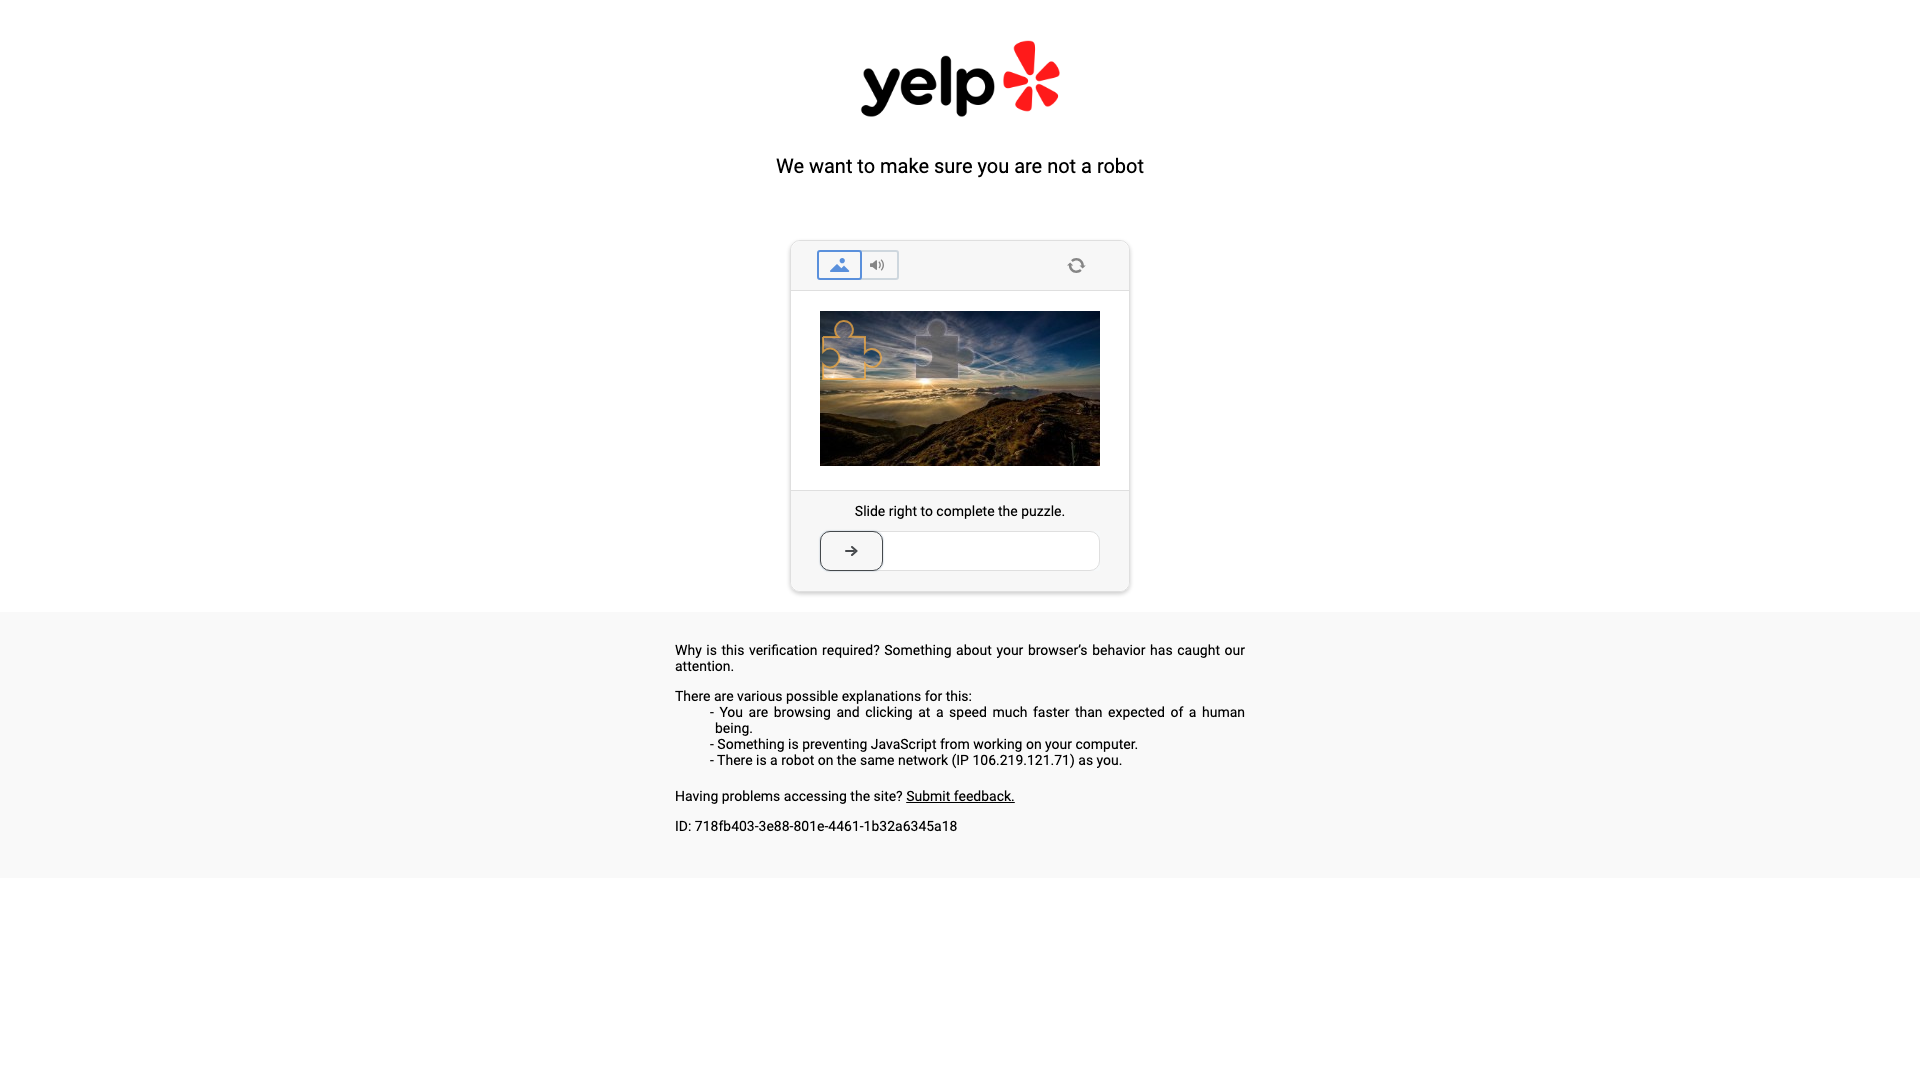 yelp
We want to make sure you are not a robot
Slide right to complete the puzzle.
Why is this verification required? Something about your browser’s behavior has caught our
attention.
There are various possible explanations for this:
- You are browsing and clicking at a speed much faster than expected of a human
being.
- Something is preventing JavaScript from working on your computer.
- There is a robot on the same network (IP 106.219.121.71) as you.
Having problems accessing the site? Submit feedback.
ID: 718fb403-3e88-801e-4461-1b32a6345a18